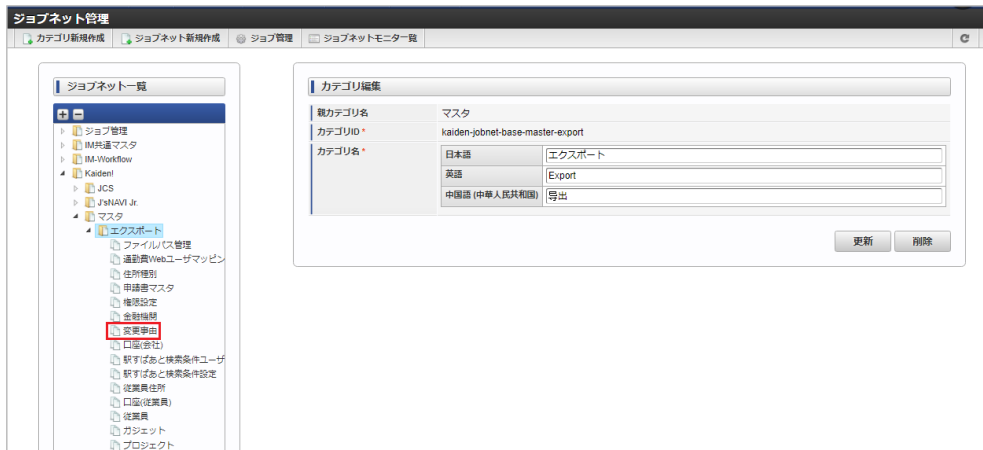 ジョブネット管理
カテゴリ新規作成 ジョブネット新規作成 ジョブ管理 ジョブネットモニタ一覧
ジョブネット一覧
ジョブ管理
IM共通マスタ
IM-Workflow
Kaiden!
JCS
J'sNAVI Jr.
マスタ
エクスポート
ファイルパス管理
通勤費Webユーザマッピン
住所種別
申請書マスタ
権限設定
金融機関
変更事由
口座(会社)
駅すぱあと検索条件ユーザ
駅すぱあと検索条件設定
従業員住所
口座(従業員)
従業員
ガジェット
プロジェクト
カテゴリ編集
親カテゴリ名 マスタ
カテゴリID * kaiden-jobnet-base-master-export
カテゴリ名 * 日本語 エクスポート
英語 Export
中国語 (中華人民共和国) 导出
更新 削除